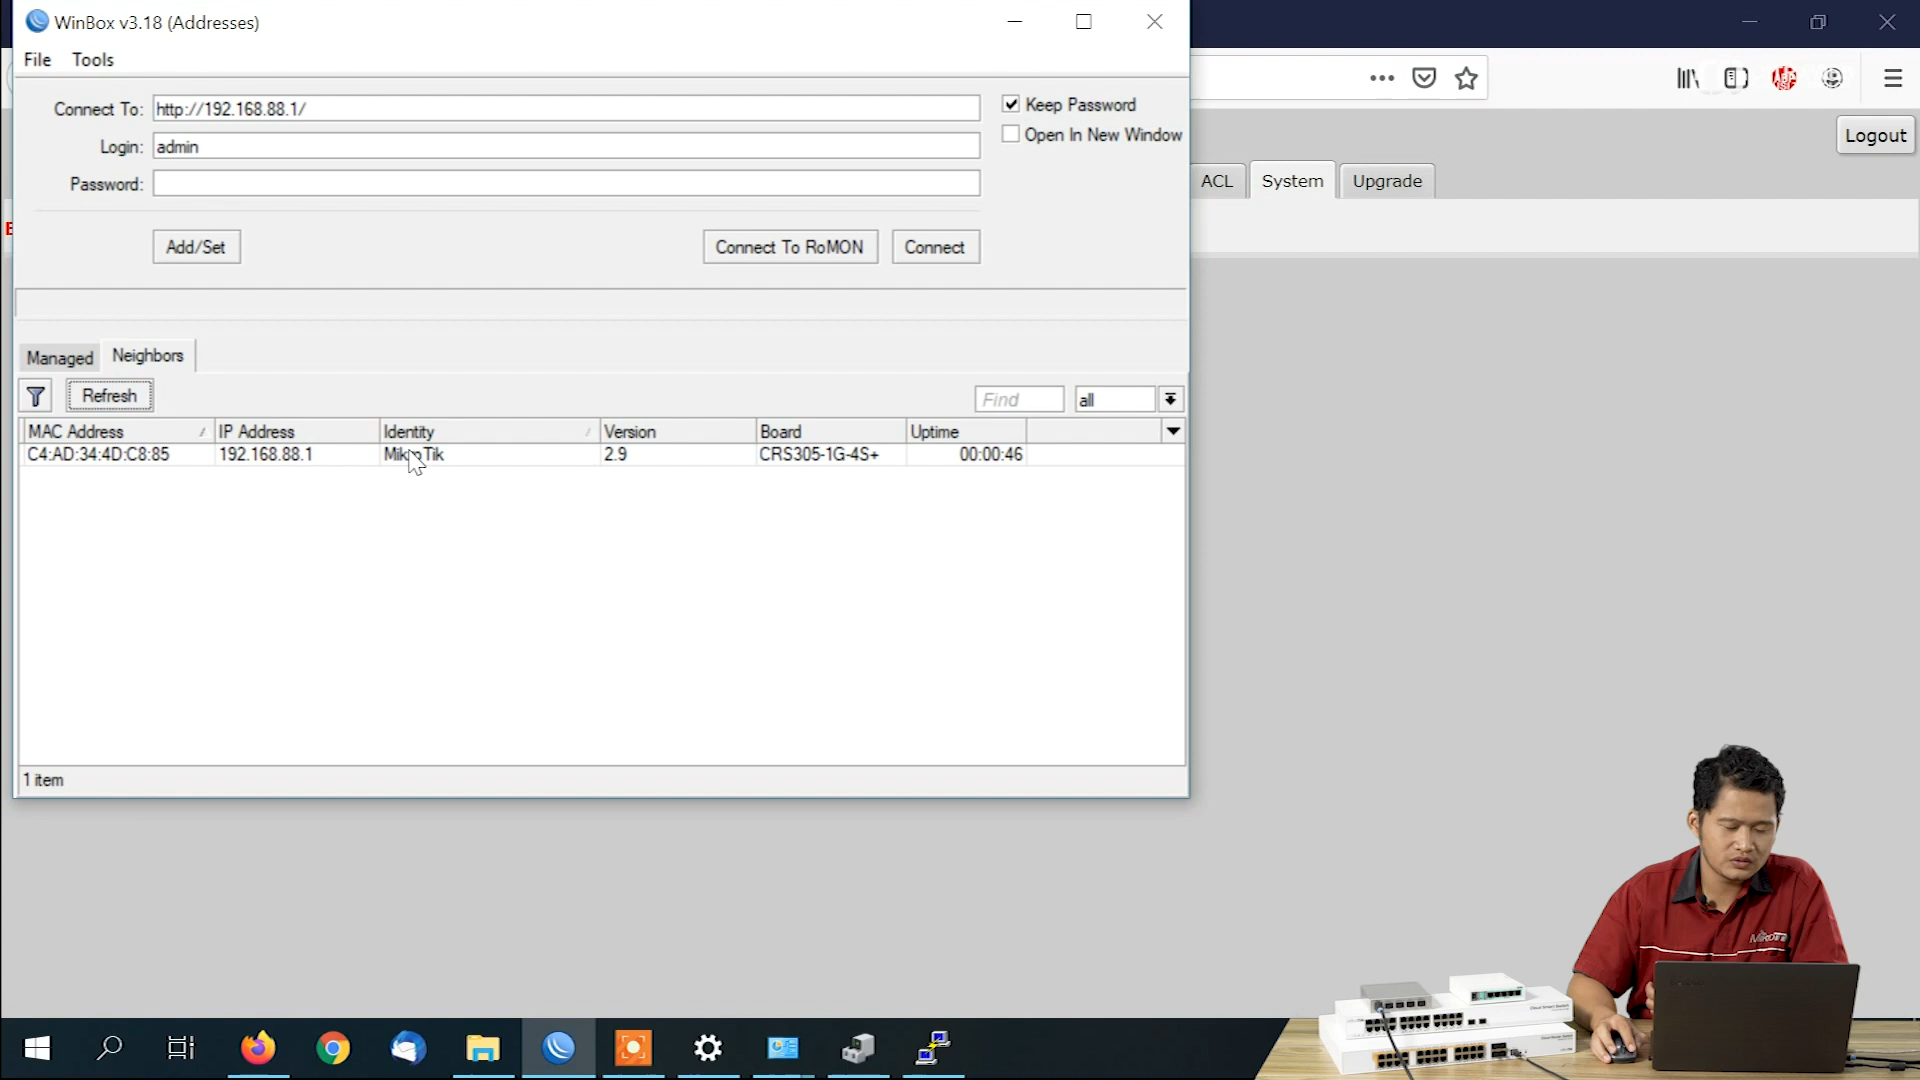 WinBox v3.18 (Addresses)
File Tools
Connect To: http://192.168.88.1/
Keep Password
Login: admin
Open In New Window
Password:
Add/Set
Connect To RoMON
Connect
Logout
ACL System Upgrade
Managed Neighbors
Refresh
Find
all
MAC Address IP Address Identity Version Board Uptime
C4:AD:34:4D:C8:85 192.168.88.1 MikroTik 2.9 CRS305-1G-4S+ 00:00:46
1 item
MikroTik